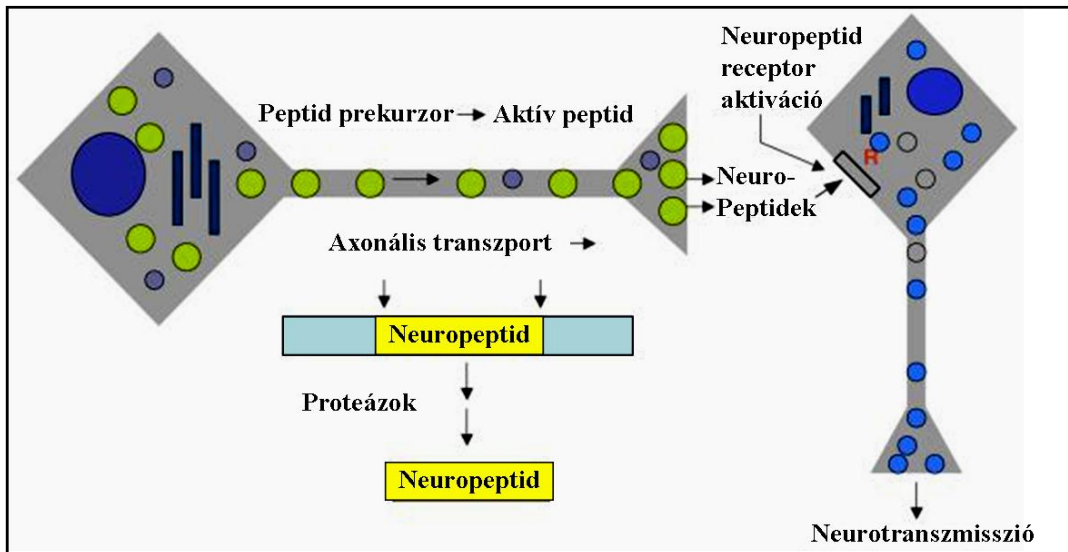 Neuropeptid
receptor
aktiváció
Peptid prekurzor → Aktív peptid
R
Neuro-
Peptidek
Axonális transzport →
Neuropeptid
Proteázok
Neuropeptid
Neurotranszmisszió